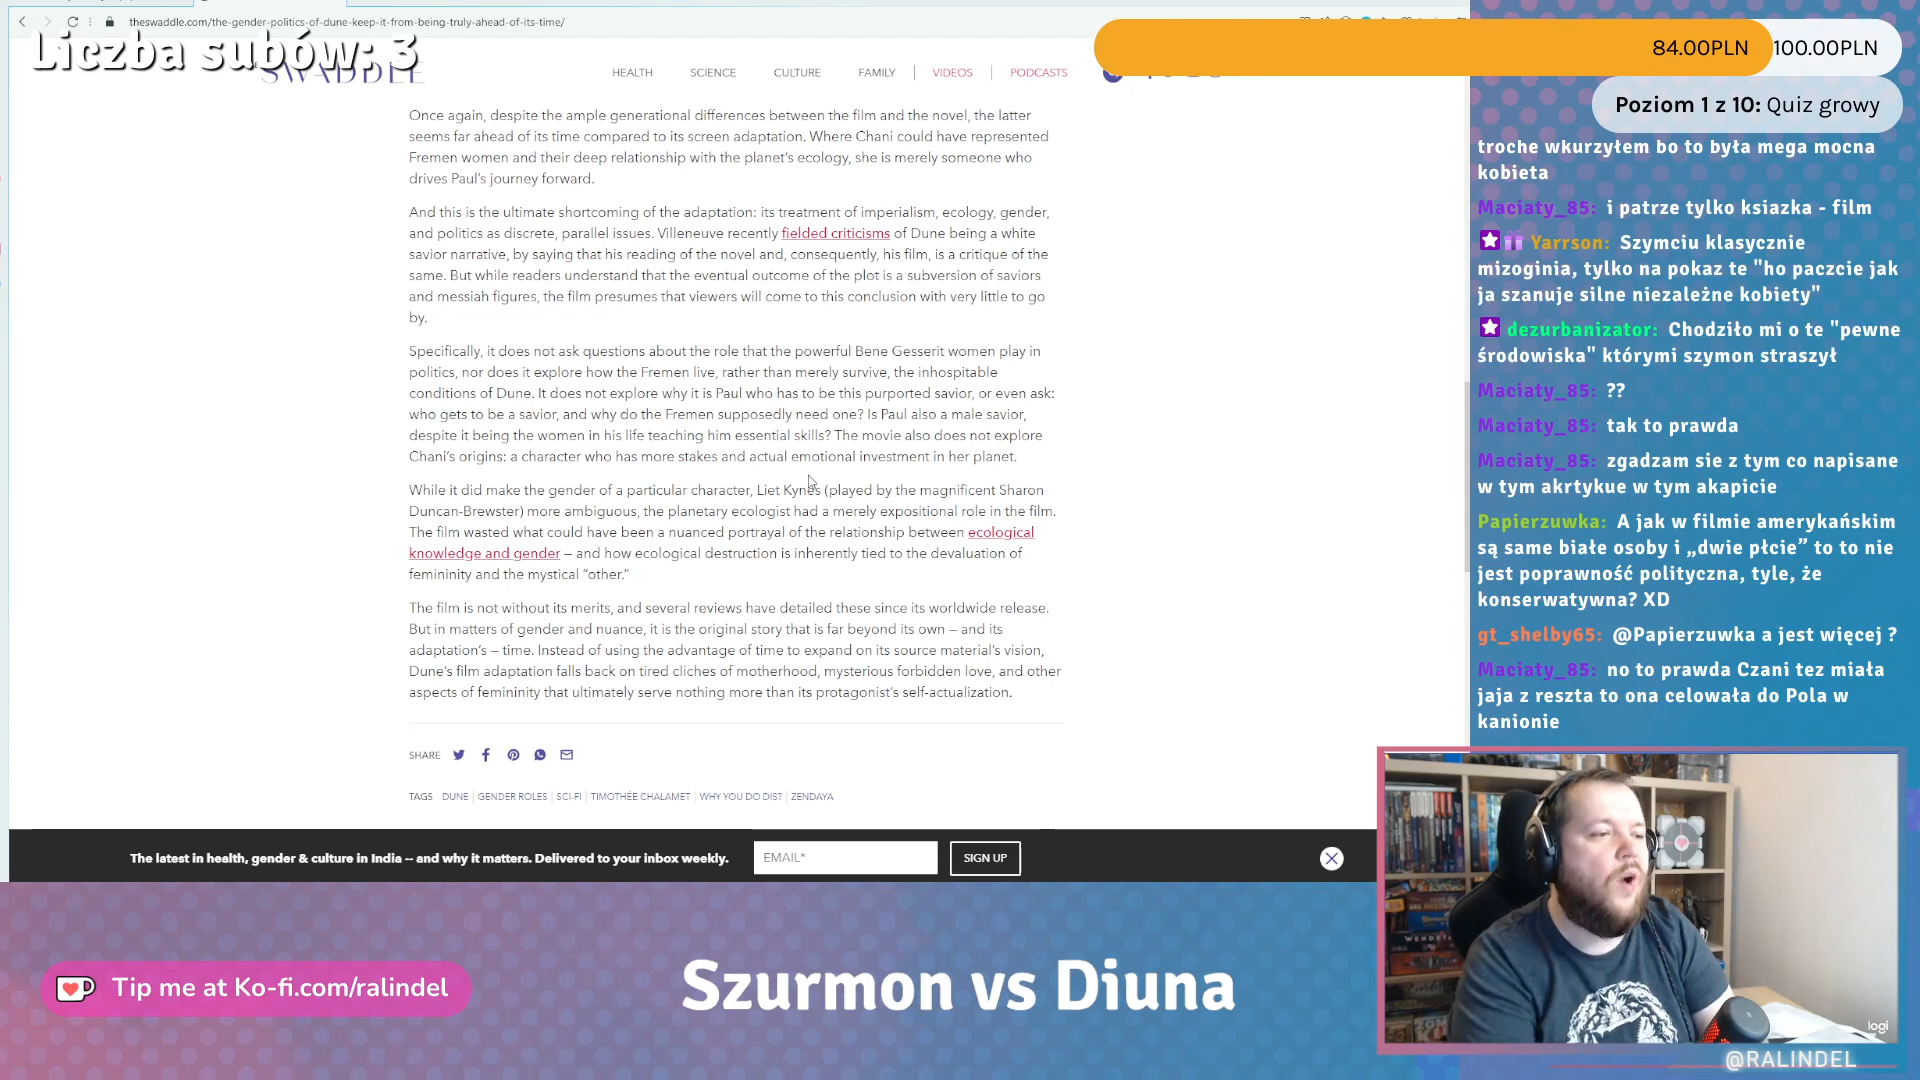 theswaddle.com/the-gender-politics-of-dune-keep-it-from-being-truly-ahead-of-its-time/
Liczba subów: 3
SWADDLE
HEALTH
SCIENCE
CULTURE
FAMILY
VIDEOS
PODCASTS
84.00PLN
100.00PLN
Poziom 1 z 10: Quiz growy
Once again, despite the ample generational differences between the film and the novel, the latter
seems far ahead of its time compared to its screen adaptation. Where Chani could have represented
Fremen women and their deep relationship with the planet's ecology, she is merely someone who
drives Paul's journey forward.
And this is the ultimate shortcoming of the adaptation: its treatment of imperialism, ecology, gender,
and politics as discrete, parallel issues. Villeneuve recently fielded criticisms of Dune being a white
savior narrative, by saying that his reading of the novel and, consequently, his film, is a critique of the
same. But while readers understand that the eventual outcome of the plot is a subversion of saviors
and messiah figures, the film presumes that viewers will come to this conclusion with very little to go
by.
Specifically, it does not ask questions about the role that the powerful Bene Gesserit women play in
politics, nor does it explore how the Fremen live, rather than merely survive, the inhospitable
conditions of Dune. It does not explore why it is Paul who has to be this purported savior, or even ask:
who gets to be a savior, and why do the Fremen supposedly need one? Is Paul also a male savior,
despite it being the women in his life teaching him essential skills? The movie also does not explore
Chani's origins: a character who has more stakes and actual emotional investment in her planet.
While it did make the gender of a particular character, Liet Kynes (played by the magnificent Sharon
Duncan-Brewster) more ambiguous, the planetary ecologist had a merely expositional role in the film.
The film wasted what could have been a nuanced portrayal of the relationship between ecological
knowledge and gender – and how ecological destruction is inherently tied to the devaluation of
femininity and the mystical "other."
The film is not without its merits, and several reviews have detailed these since its worldwide release.
But in matters of gender and nuance, it is the original story that is far beyond its own – and its
adaptation's – time. Instead of using the advantage of time to expand on its source material's vision,
Dune's film adaptation falls back on tired cliches of motherhood, mysterious forbidden love, and other
aspects of femininity that ultimately serve nothing more than its protagonist's self-actualization.
SHARE
TAGS DUNE GENDER ROLES SCI-FI TIMOTHÉE CHALAMET WHY YOU DO DIS? ZENDAYA
The latest in health, gender & culture in India -- and why it matters. Delivered to your inbox weekly.
EMAIL*
SIGN UP
troche wkurzyłem bo to była mega mocna
kobieta
Maciaty_85: i patrze tylko ksiazka - film
Yarrson: Szymciu klasycznie
mizoginia, tylko na pokaz te "ho paczcie jak
ja szanuje silne niezależne kobiety"
dezurbanizator: Chodziło mi o te "pewne
środowiska" którymi szymon straszył
Maciaty_85: ??
Maciaty_85: tak to prawda
Maciaty_85: zgadzam sie z tym co napisane
w tym akrtykue w tym akapicie
Papierzuwka: A jak w filmie amerykańskim
są same białe osoby i „dwie płcie” to to nie
jest poprawność polityczna, tyle, że
konserwatywna? XD
gt_shelby65: @Papierzuwka a jest więcej ?
Maciaty_85: no to prawda Czani tez miała
jaja z reszta to ona celowała do Pola w
kanionie
Tip me at Ko-fi.com/ralindel
Szurmon vs Diuna
logi
@RALINDEL